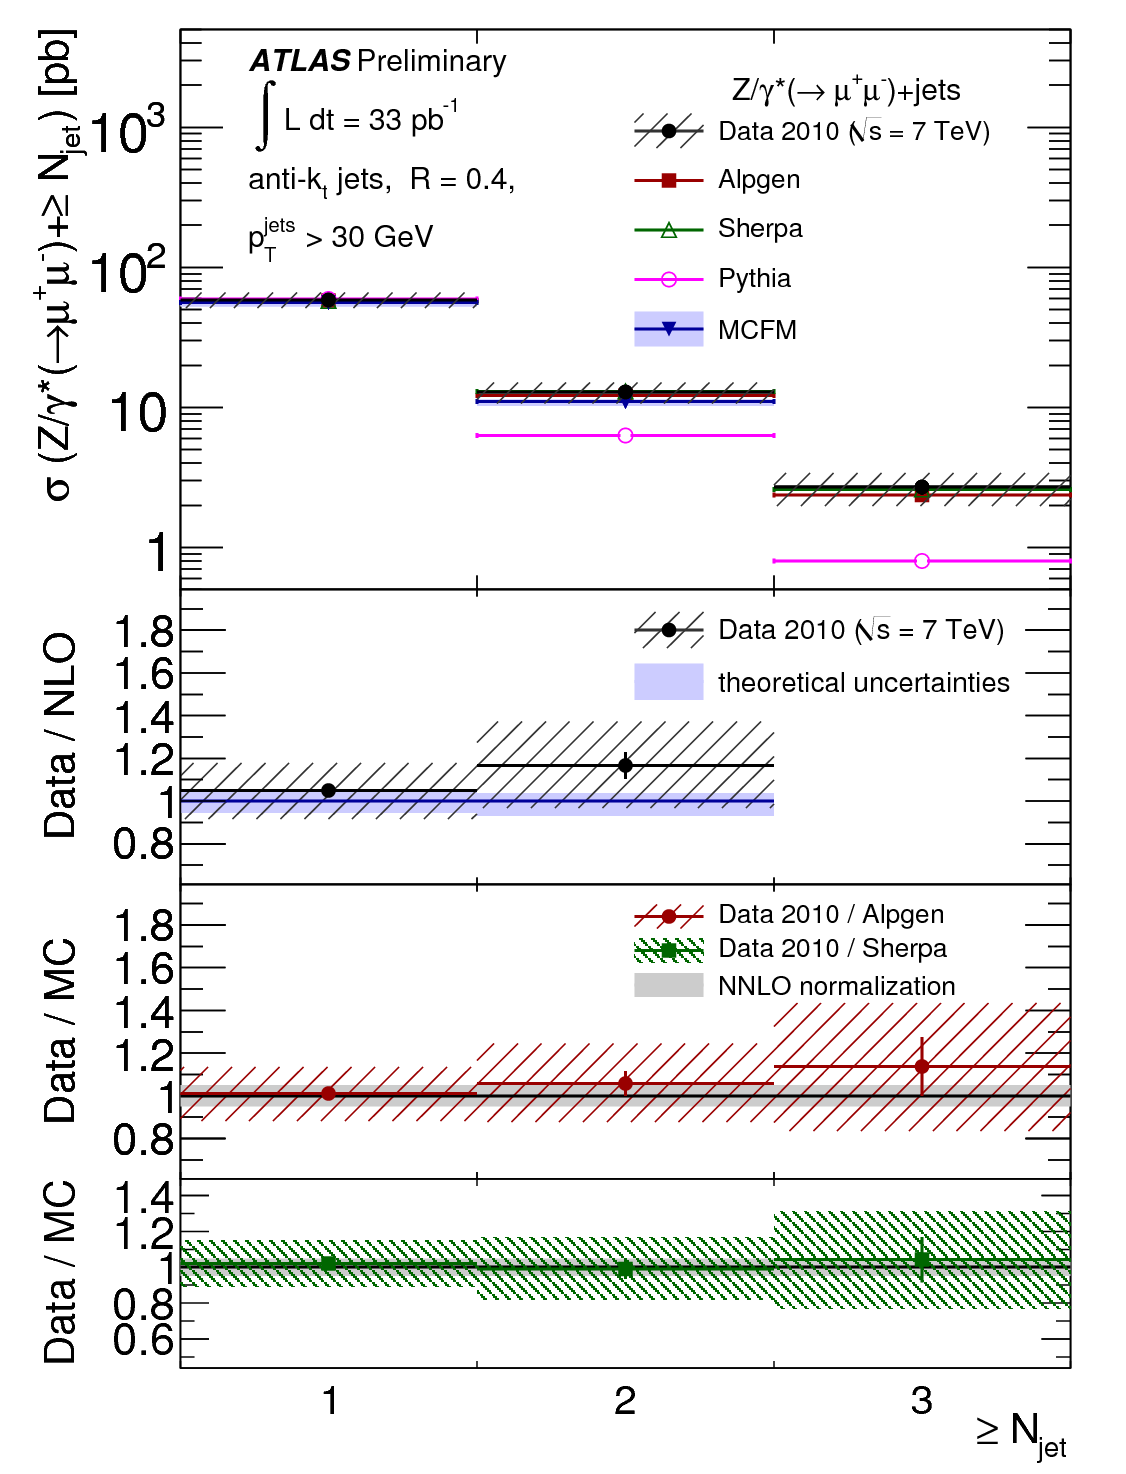 ATLAS Preliminary
∫ L dt = 33 pb⁻¹
anti-kₜ jets, R = 0.4,
p_T^jets > 30 GeV
Z/γ*(→ μ⁺μ⁻)+jets
Data 2010 (√s = 7 TeV)
Alpgen
Sherpa
Pythia
MCFM
σ (Z/γ*(→μ⁺μ⁻)+≥ N_jet) [pb]
10³
10²
10
1
Data 2010 (√s = 7 TeV)
theoretical uncertainties
Data / NLO
1.8
1.6
1.4
1.2
1
0.8
Data 2010 / Alpgen
Data 2010 / Sherpa
NNLO normalization
Data / MC
1.8
1.6
1.4
1.2
1
0.8
Data / MC
1.4
1.2
1
0.8
0.6
1 2 3
≥ N_jet